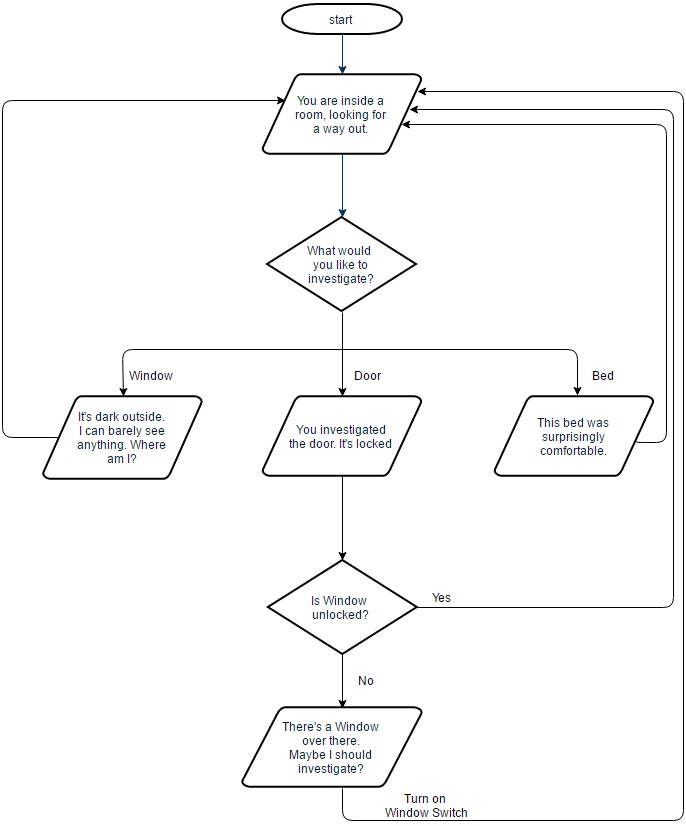 start
You are inside a
room, looking for
a way out.
What would
you like to
investigate?
Window
Door
Bed
It's dark outside.
I can barely see
anything. Where
am I?
You investigated
the door. It's locked
This bed was
surprisingly
comfortable.
Is Window
unlocked?
Yes
No
There's a Window
over there.
Maybe I should
investigate?
Turn on
Window Switch